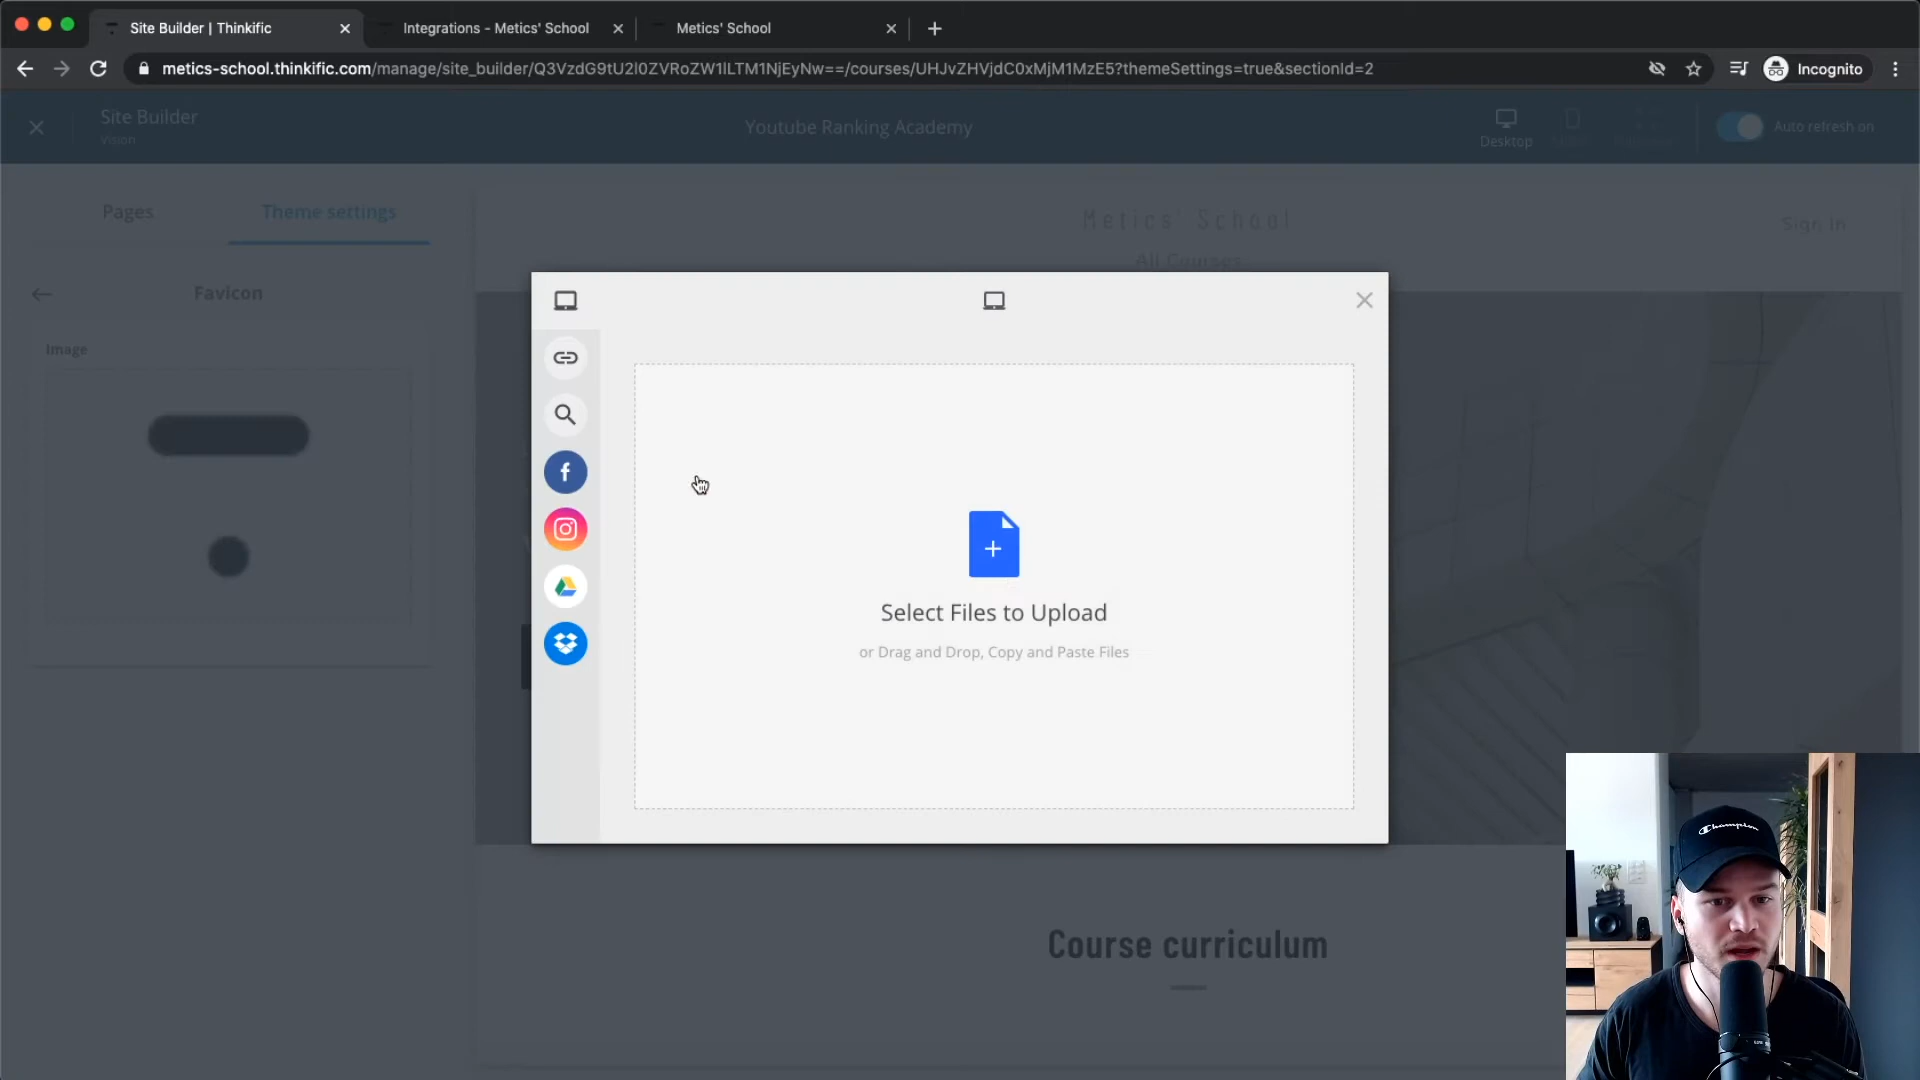 Site Builder | Thinkific
Integrations - Metics' School
Metics' School
metics-school.thinkific.com/manage/site_builder/Q3VzdG9tU2l0ZVRoZW1lLTM1NjEyNw==/courses/UHJvZHVjdC0xMjM1MzE5?themeSettings=true&sectionId=2
Incognito
Site Builder
Vision
Youtube Ranking Academy
Desktop
Auto refresh on
Pages
Theme settings
Metics' School
Sign In
All Courses
Favicon
Image
Select Files to Upload
or Drag and Drop, Copy and Paste Files
Course curriculum
Champion